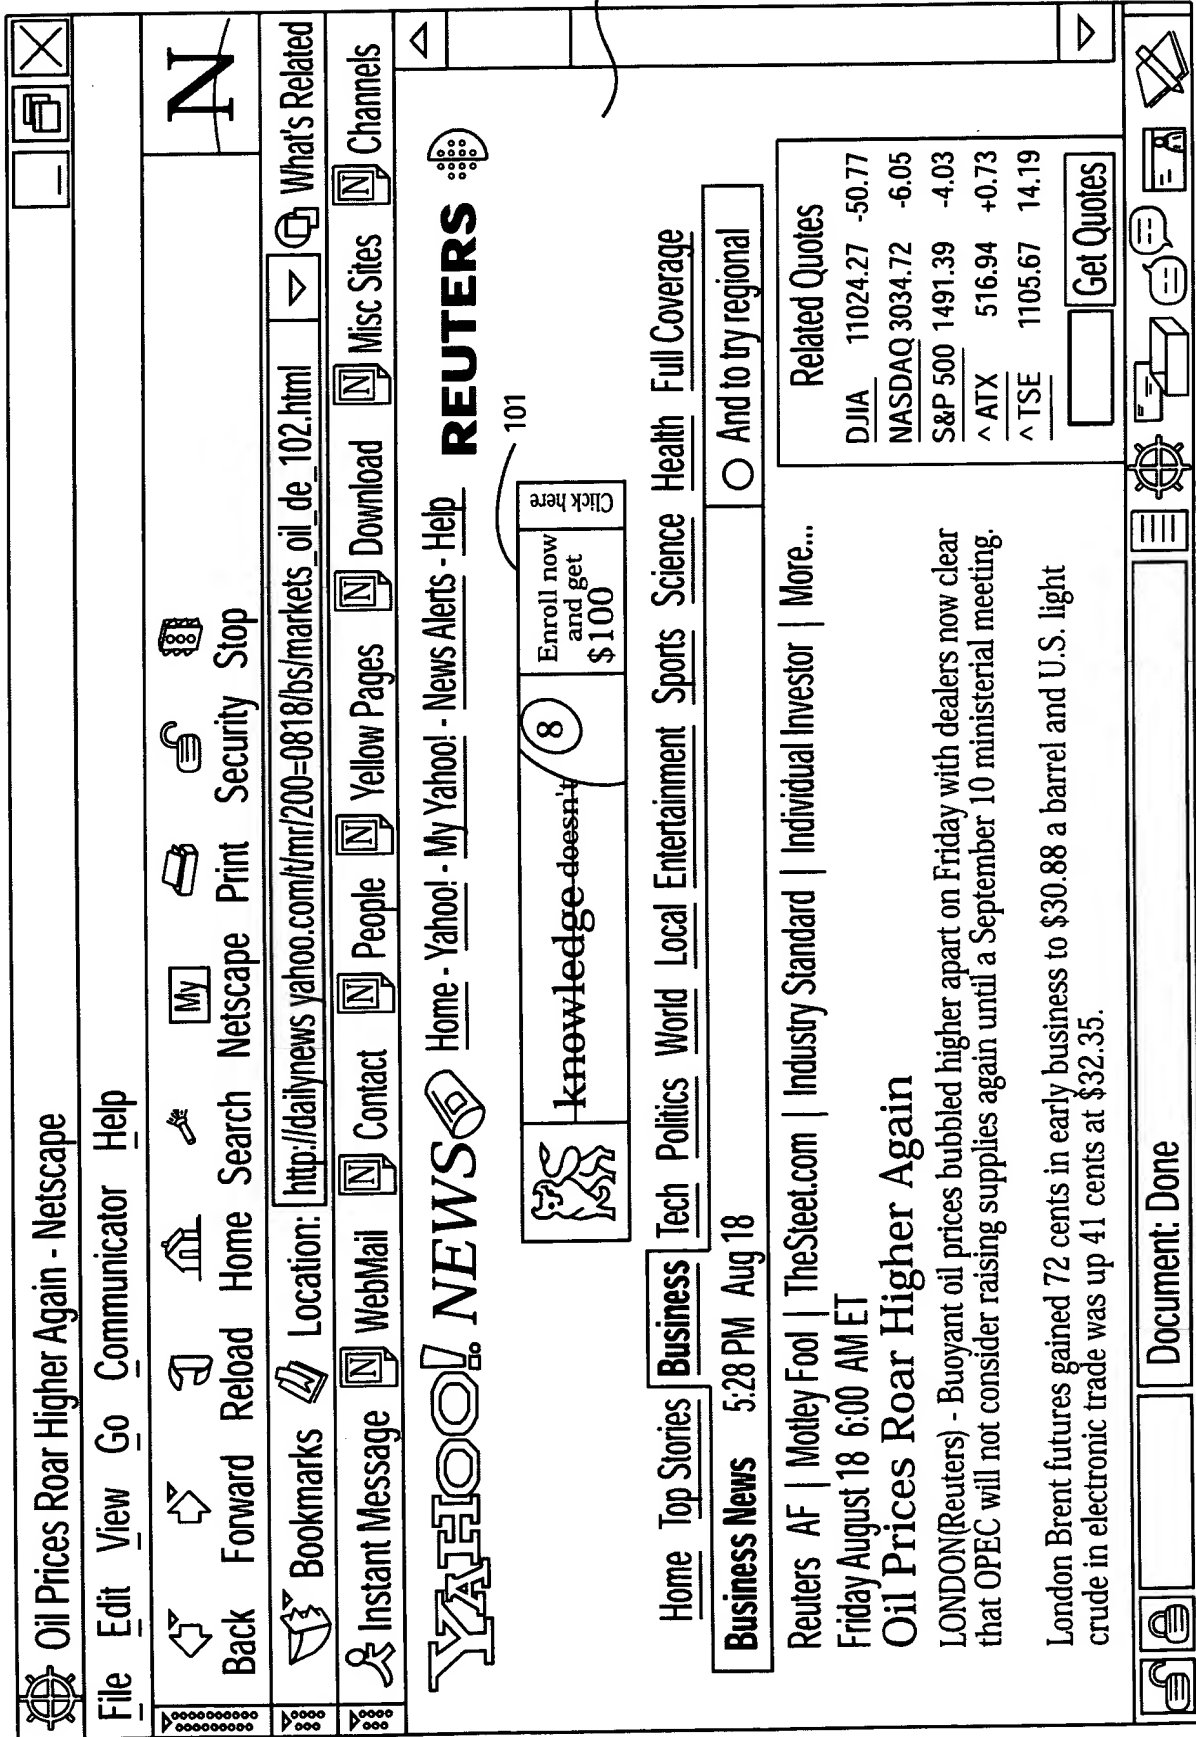 Oil Prices Roar Higher Again - Netscape
File Edit View Go Communicator Help
N
My
Back Forward Reload Home Search Netscape Print Security Stop
Bookmarks Location: http://dailynews yahoo.com/t/mr/200=0818/bs/markets_oil_de_102.html What's Related
Instant Message N WebMail N Contact N People N Yellow Pages N Download N Misc Sites N Channels
YAHOO! NEWS Home - Yahoo! - My Yahoo! - News Alerts - Help REUTERS
101
knowledge doesn't 8 Enroll now and get $100 Click here
Home Top Stories Business Tech Politics World Local Entertainment Sports Science Health Full Coverage
Business News 5:28 PM Aug 18 And to try regional
Reuters AF | Motley Fool | TheSteet.com | Industry Standard | Individual Investor | More...
Friday August 18 6:00 AM ET
Oil Prices Roar Higher Again
LONDON(Reuters) - Buoyant oil prices bubbled higher apart on Friday with dealers now clear
that OPEC will not consider raising supplies again until a September 10 ministerial meeting.
London Brent futures gained 72 cents in early business to $30.88 a barrel and U.S. light
crude in electronic trade was up 41 cents at $32.35.
Related Quotes
DJIA 11024.27 -50.77
NASDAQ 3034.72 -6.05
S&P 500 1491.39 -4.03
^ ATX 516.94 +0.73
^ TSE 1105.67 14.19
Get Quotes
Document: Done